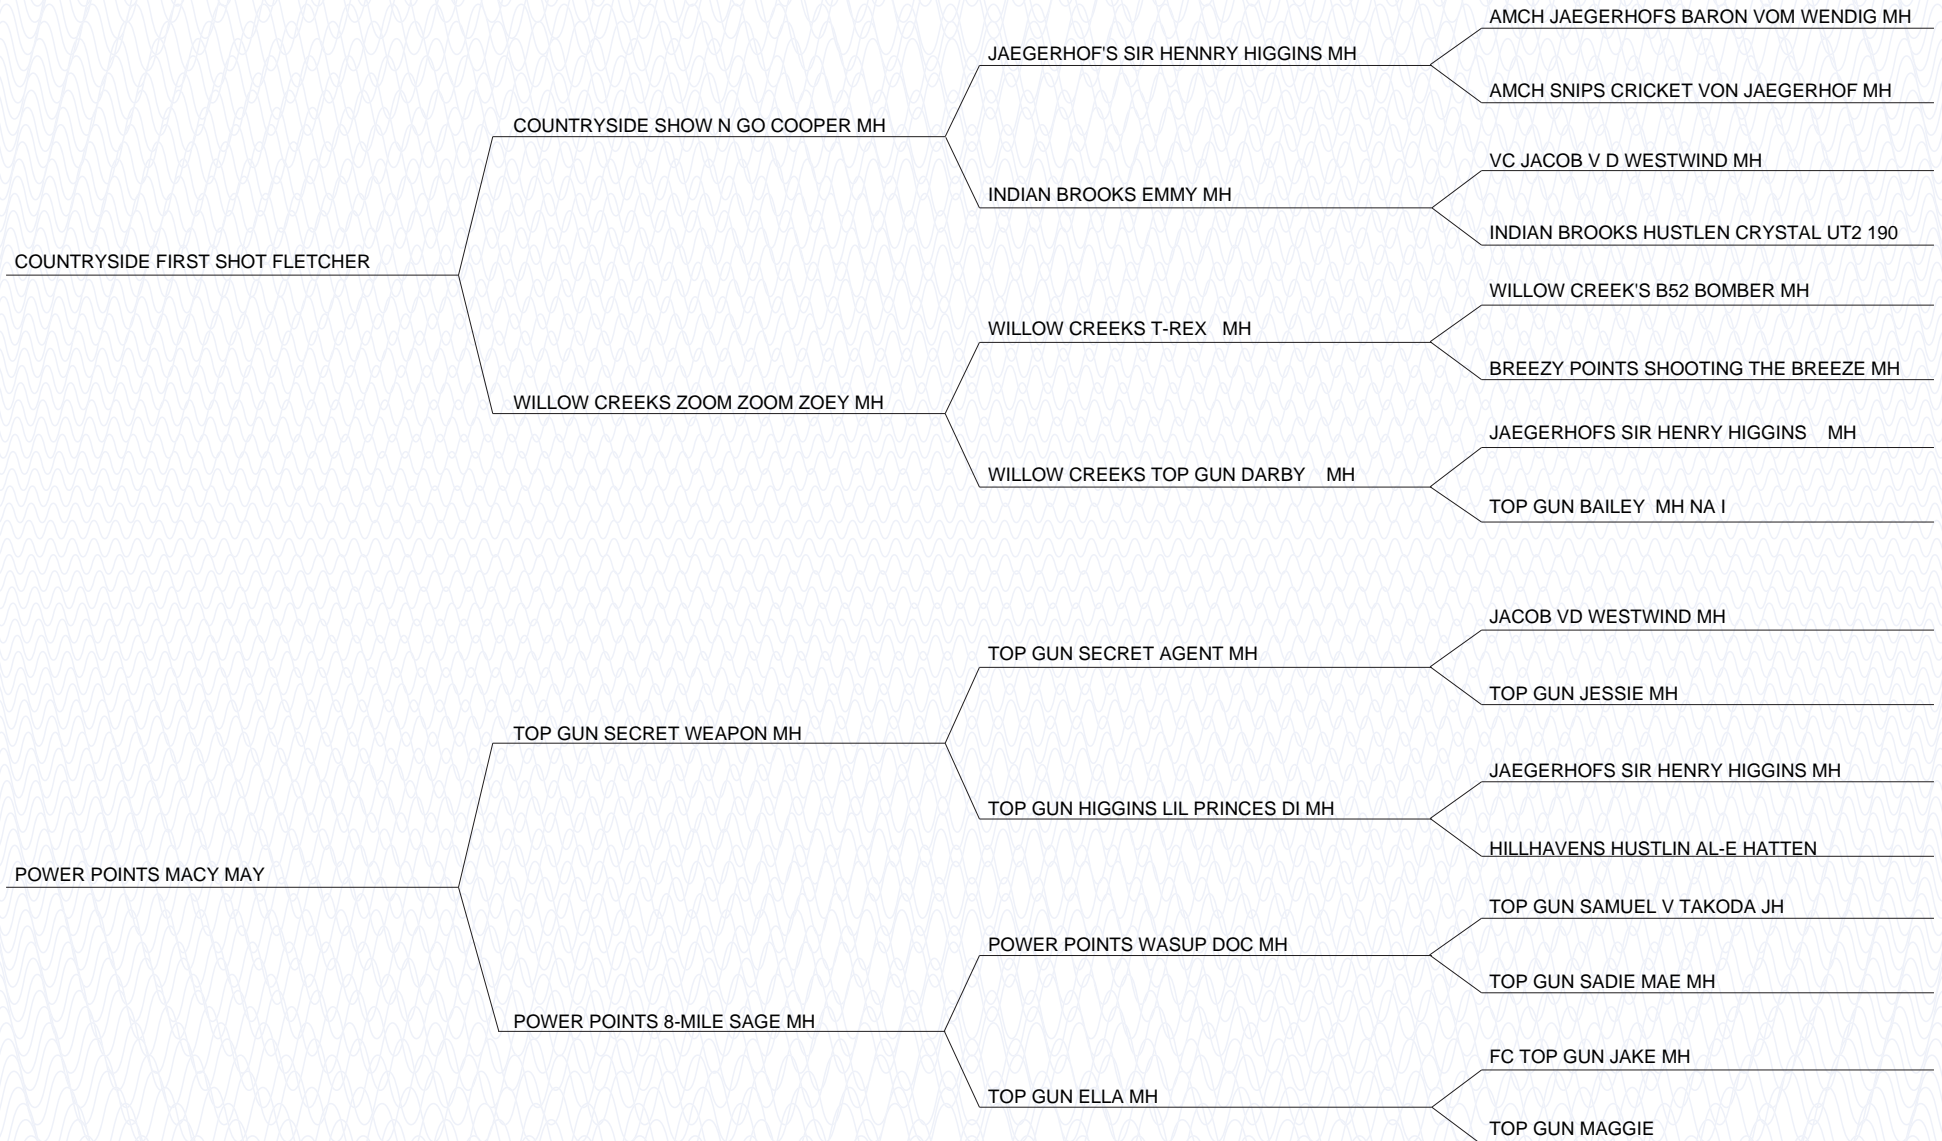 AMCH JAEGERHOFS BARON VOM WENDIG MH
JAEGERHOF'S SIR HENNRY HIGGINS MH
AMCH SNIPS CRICKET VON JAEGERHOF MH
COUNTRYSIDE SHOW N GO COOPER MH
VC JACOB V D WESTWIND MH
INDIAN BROOKS EMMY MH
INDIAN BROOKS HUSTLEN CRYSTAL UT2 190
COUNTRYSIDE FIRST SHOT FLETCHER
WILLOW CREEK'S B52 BOMBER MH
WILLOW CREEKS T-REX MH
BREEZY POINTS SHOOTING THE BREEZE MH
WILLOW CREEKS ZOOM ZOOM ZOEY MH
JAEGERHOFS SIR HENRY HIGGINS MH
WILLOW CREEKS TOP GUN DARBY MH
TOP GUN BAILEY MH NA I
JACOB VD WESTWIND MH
TOP GUN SECRET AGENT MH
TOP GUN JESSIE MH
TOP GUN SECRET WEAPON MH
JAEGERHOFS SIR HENRY HIGGINS MH
TOP GUN HIGGINS LIL PRINCES DI MH
HILLHAVENS HUSTLIN AL-E HATTEN
POWER POINTS MACY MAY
TOP GUN SAMUEL V TAKODA JH
POWER POINTS WASUP DOC MH
TOP GUN SADIE MAE MH
POWER POINTS 8-MILE SAGE MH
FC TOP GUN JAKE MH
TOP GUN ELLA MH
TOP GUN MAGGIE